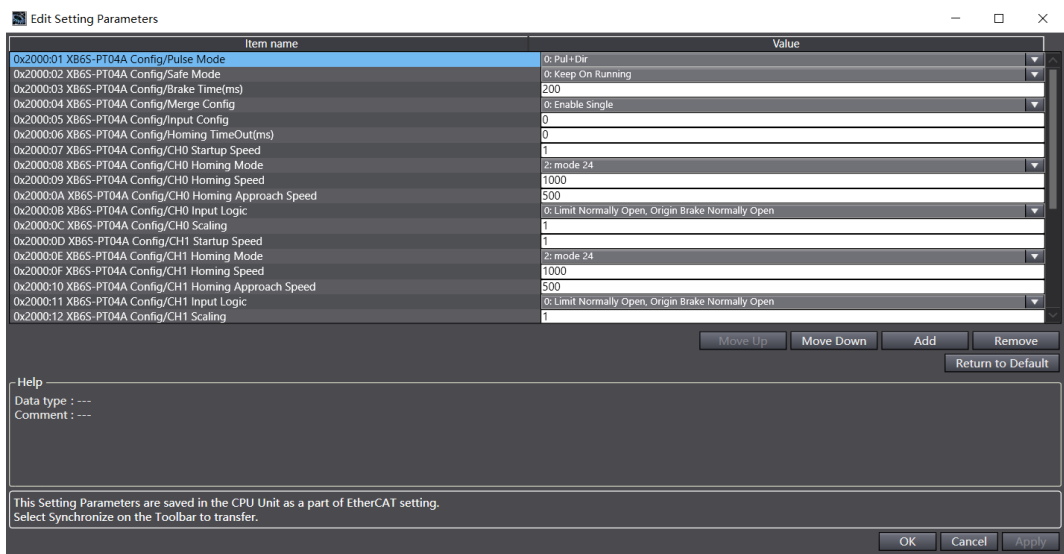 Edit Setting Parameters
Item name Value
0x2000:01 XB6S-PT04A Config/Pulse Mode 0: Pul+Dir
0x2000:02 XB6S-PT04A Config/Safe Mode 0: Keep On Running
0x2000:03 XB6S-PT04A Config/Brake Time(ms) 200
0x2000:04 XB6S-PT04A Config/Merge Config 0: Enable Single
0x2000:05 XB6S-PT04A Config/Input Config 0
0x2000:06 XB6S-PT04A Config/Homing TimeOut(ms) 0
0x2000:07 XB6S-PT04A Config/CH0 Startup Speed 1
0x2000:08 XB6S-PT04A Config/CH0 Homing Mode 2: mode 24
0x2000:09 XB6S-PT04A Config/CH0 Homing Speed 1000
0x2000:0A XB6S-PT04A Config/CH0 Homing Approach Speed 500
0x2000:0B XB6S-PT04A Config/CH0 Input Logic 0: Limit Normally Open, Origin Brake Normally Open
0x2000:0C XB6S-PT04A Config/CH0 Scaling 1
0x2000:0D XB6S-PT04A Config/CH1 Startup Speed 1
0x2000:0E XB6S-PT04A Config/CH1 Homing Mode 2: mode 24
0x2000:0F XB6S-PT04A Config/CH1 Homing Speed 1000
0x2000:10 XB6S-PT04A Config/CH1 Homing Approach Speed 500
0x2000:11 XB6S-PT04A Config/CH1 Input Logic 0: Limit Normally Open, Origin Brake Normally Open
0x2000:12 XB6S-PT04A Config/CH1 Scaling 1
Move Up Move Down Add Remove
Return to Default
Help
Data type : ---
Comment : ---
This Setting Parameters are saved in the CPU Unit as a part of EtherCAT setting.
Select Synchronize on the Toolbar to transfer.
OK Cancel Apply